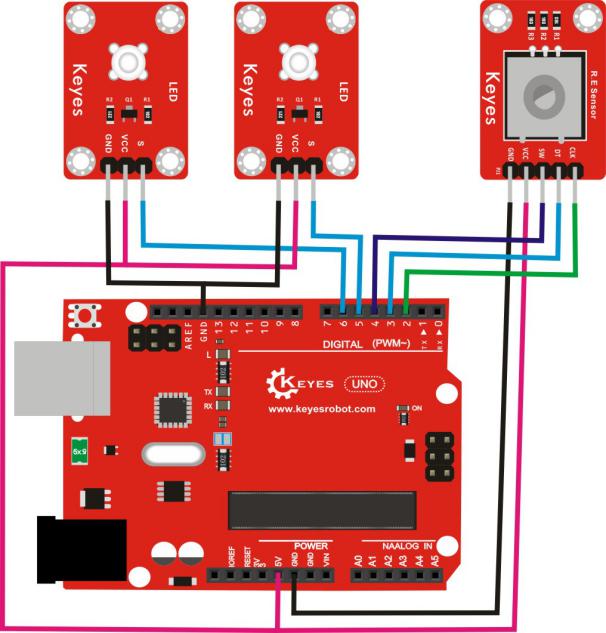 Keyes
LED
R2
Q1
R1
GND
VCC
S
Keyes
LED
R2
Q1
R1
GND
VCC
S
R3
R2
R1
Keyes
R.E Sensor
GND
VCC
SW
DT
CLK
AREF
GND
13
12
11
10
9
8
7
6
5
4
3
2
TX ▶ 1
RX ▶ 0
DIGITAL (PWM~)
L
TX
RX
KEYES UNO
www.keyesrobot.com
ON
POWER
NAALOG IN
IOREF
RESET
3V
3
5V
GND
GND
VIN
A0
A1
A2
A3
A4
A5